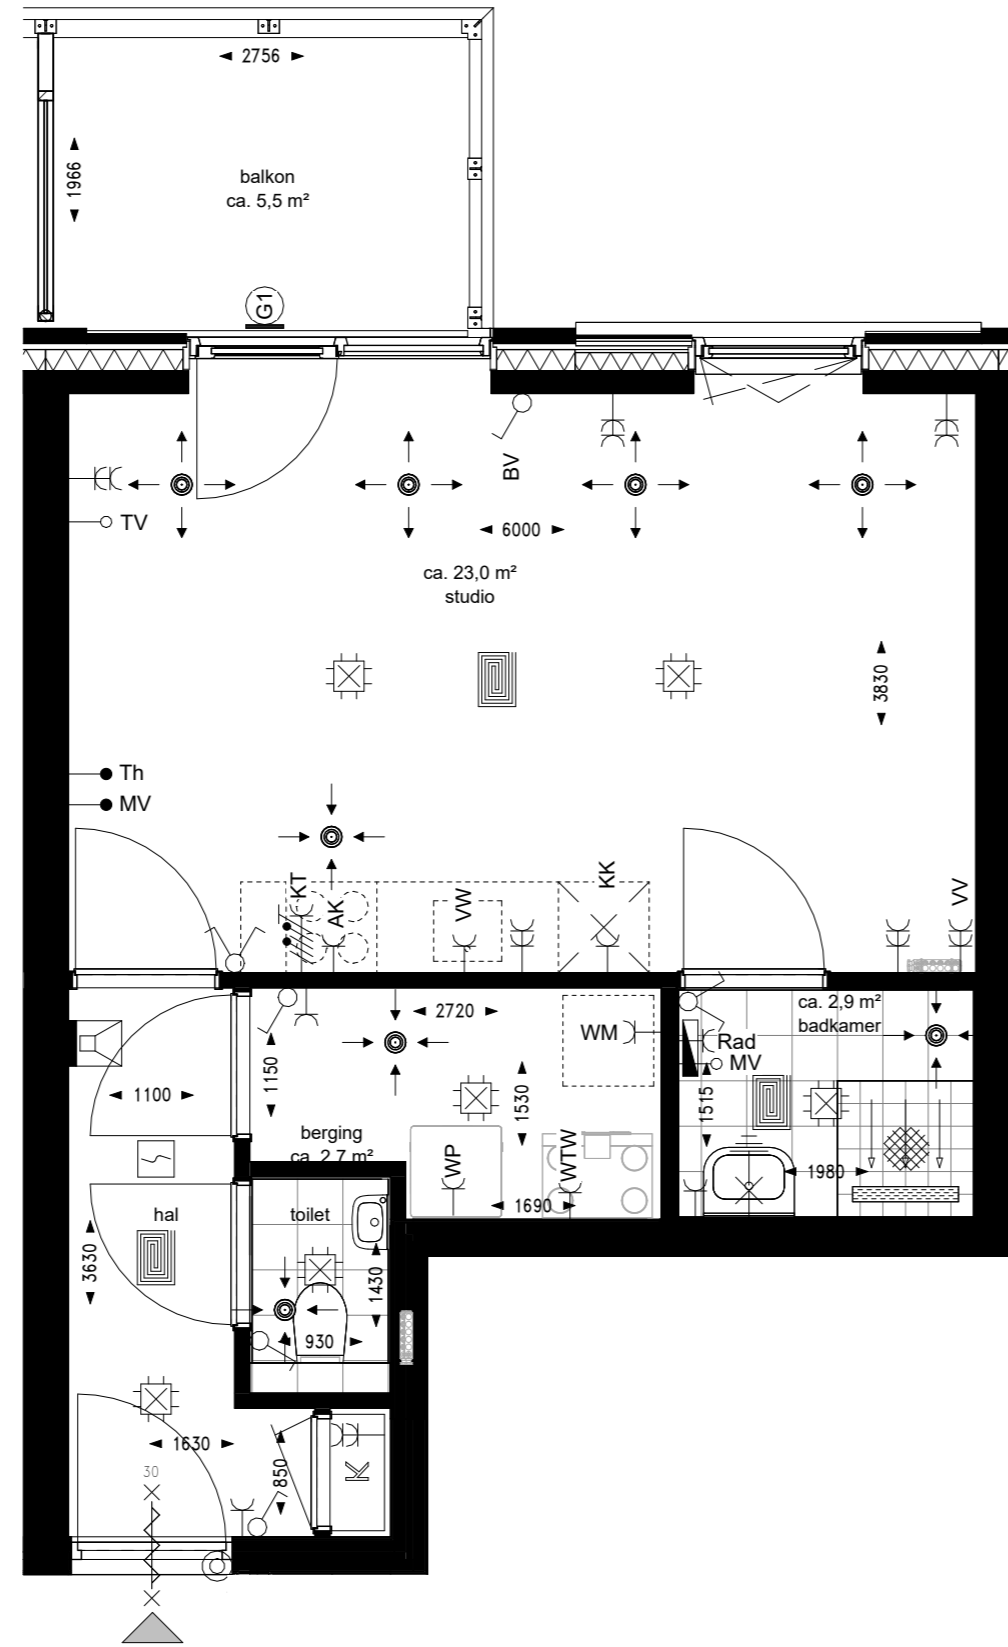 2756
1966
balkon
ca. 5,5 m²
G1
BV
TV
6000
ca. 23,0 m²
studio
3830
Th
MV
KT
AK
VW
KK
VV
2720
WM
ca. 2,9 m²
badkamer
Rad
MV
1100
1150
1530
1515
berging
ca. 2,7 m²
WP
WTW
1690
1980
hal
toilet
3630
1430
930
1630
850
K
30